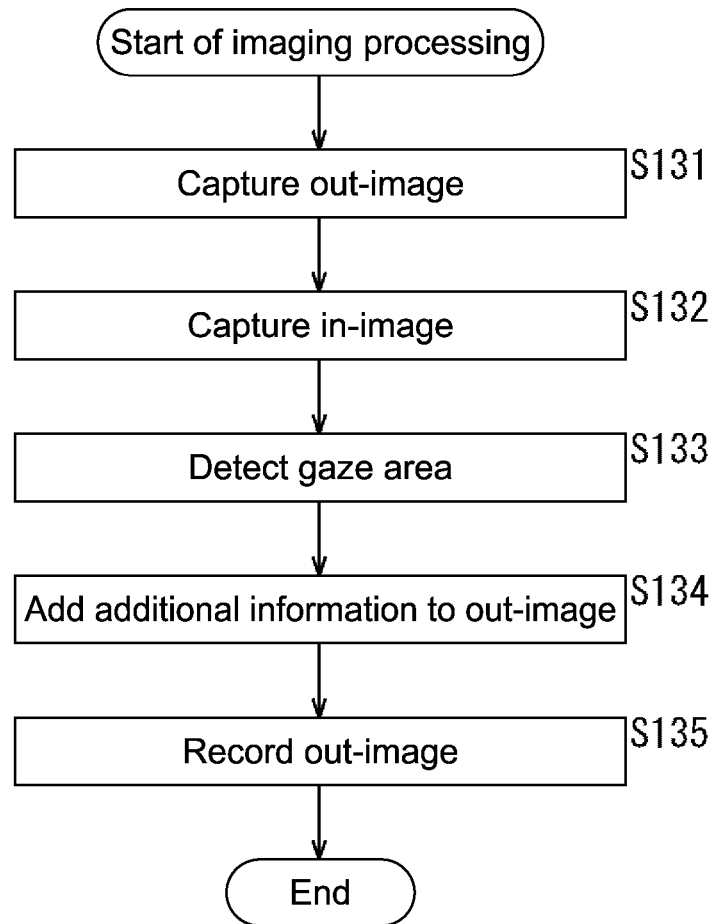 Start of imaging processing
S131
Capture out-image
S132
Capture in-image
S133
Detect gaze area
S134
Add additional information to out-image
S135
Record out-image
End